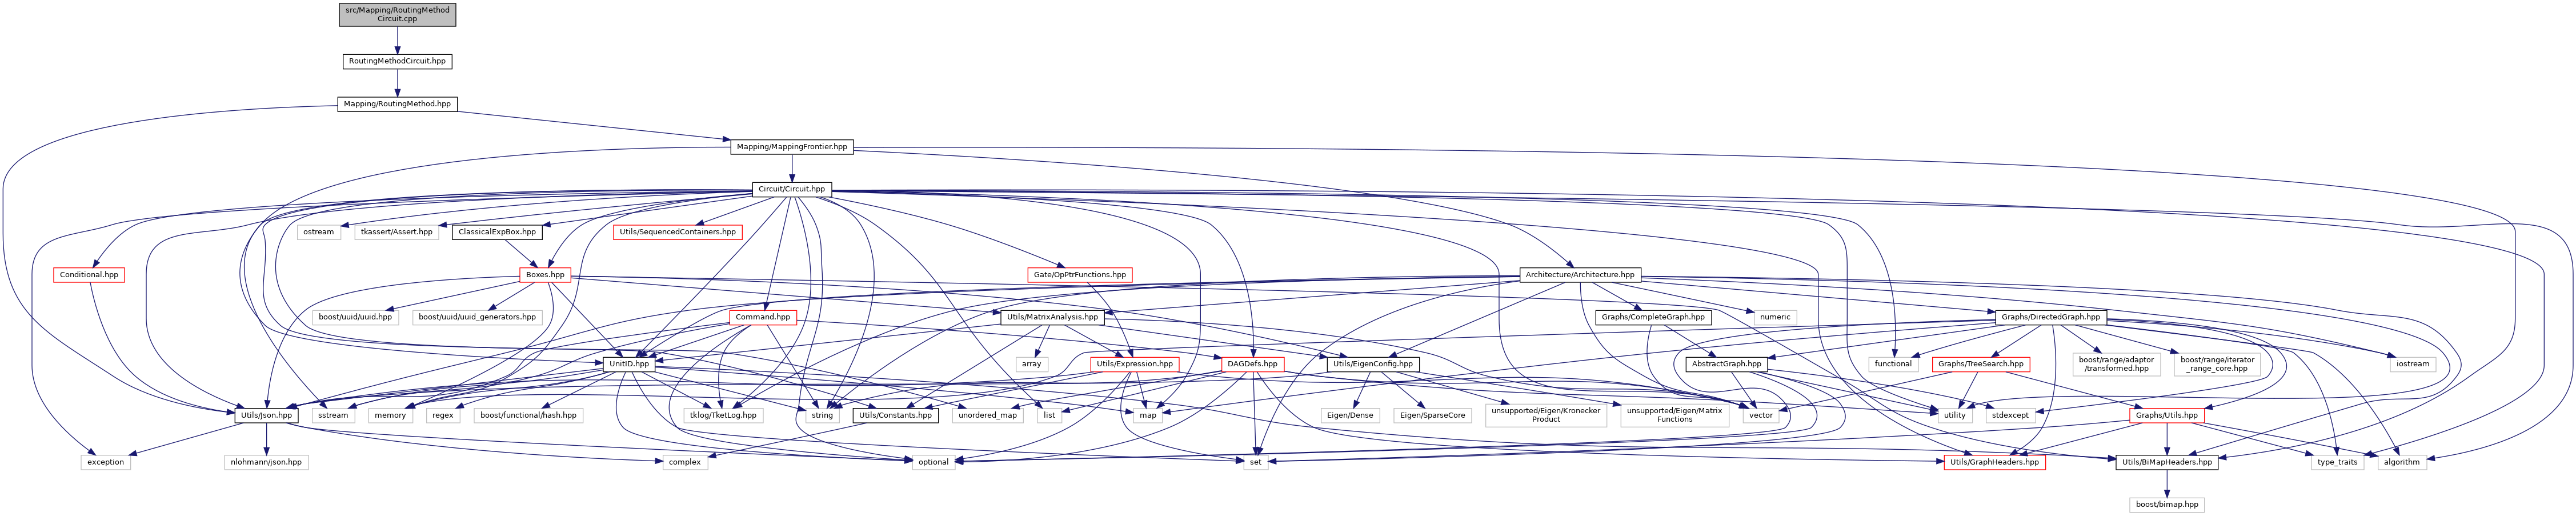 src/Mapping/RoutingMethod
Circuit.cpp
RoutingMethodCircuit.hpp
Mapping/RoutingMethod.hpp
Mapping/MappingFrontier.hpp
Circuit/Circuit.hpp
ostream
tkassert/Assert.hpp
ClassicalExpBox.hpp
Utils/SequencedContainers.hpp
Conditional.hpp
Boxes.hpp
Gate/OpPtrFunctions.hpp
Architecture/Architecture.hpp
boost/uuid/uuid.hpp
boost/uuid/uuid_generators.hpp
Command.hpp
Utils/MatrixAnalysis.hpp
Graphs/CompleteGraph.hpp
numeric
Graphs/DirectedGraph.hpp
UnitID.hpp
array
Utils/Expression.hpp
DAGDefs.hpp
Utils/EigenConfig.hpp
AbstractGraph.hpp
functional
Graphs/TreeSearch.hpp
boost/range/adaptor
/transformed.hpp
boost/range/iterator
_range_core.hpp
iostream
Utils/Json.hpp
sstream
memory
regex
boost/functional/hash.hpp
tklog/TketLog.hpp
string
Utils/Constants.hpp
unordered_map
list
map
Eigen/Dense
Eigen/SparseCore
unsupported/Eigen/Kronecker
Product
unsupported/Eigen/Matrix
Functions
vector
utility
stdexcept
Graphs/Utils.hpp
exception
nlohmann/json.hpp
complex
optional
set
Utils/GraphHeaders.hpp
Utils/BiMapHeaders.hpp
type_traits
algorithm
boost/bimap.hpp